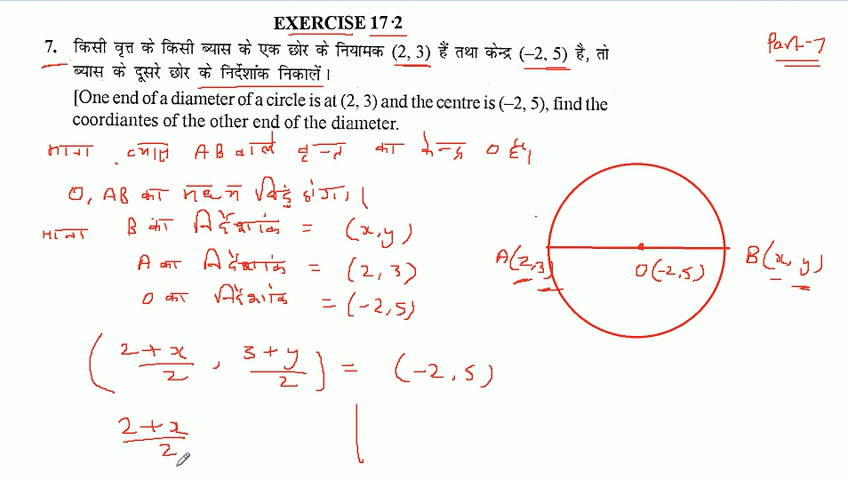 EXERCISE 17·2
Part-7
7. किसी वृत्त के किसी व्यास के एक छोर के नियामक (2, 3) हैं तथा केन्द्र (–2, 5) है, तो
ब्यास के दूसरे छोर के निर्देशांक निकालें ।
[One end of a diameter of a circle is at (2, 3) and the centre is (–2, 5), find the
coordiantes of the other end of the diameter.
माना व्यास AB वाले वृत्त का केन्द्र O है।
O, AB का मध्य बिंदु होगा।
माना B का निर्देशांक = (x,y)
A का निर्देशांक = (2,3)
O का निर्देशांक = (-2,5)
A(2,3)
O(-2,5)
B(x, y)
(2+x/2, 3+y/2) = (-2,5)
2+x/2